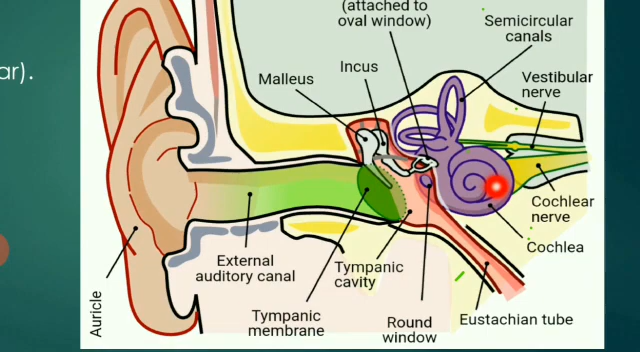 ar).
(attached to
oval window)
Semicircular
canals
Malleus
Incus
Vestibular
nerve
Cochlear
nerve
Cochlea
External
auditory canal
Tympanic
cavity
Tympanic
membrane
Round
window
Eustachian tube
Auricle